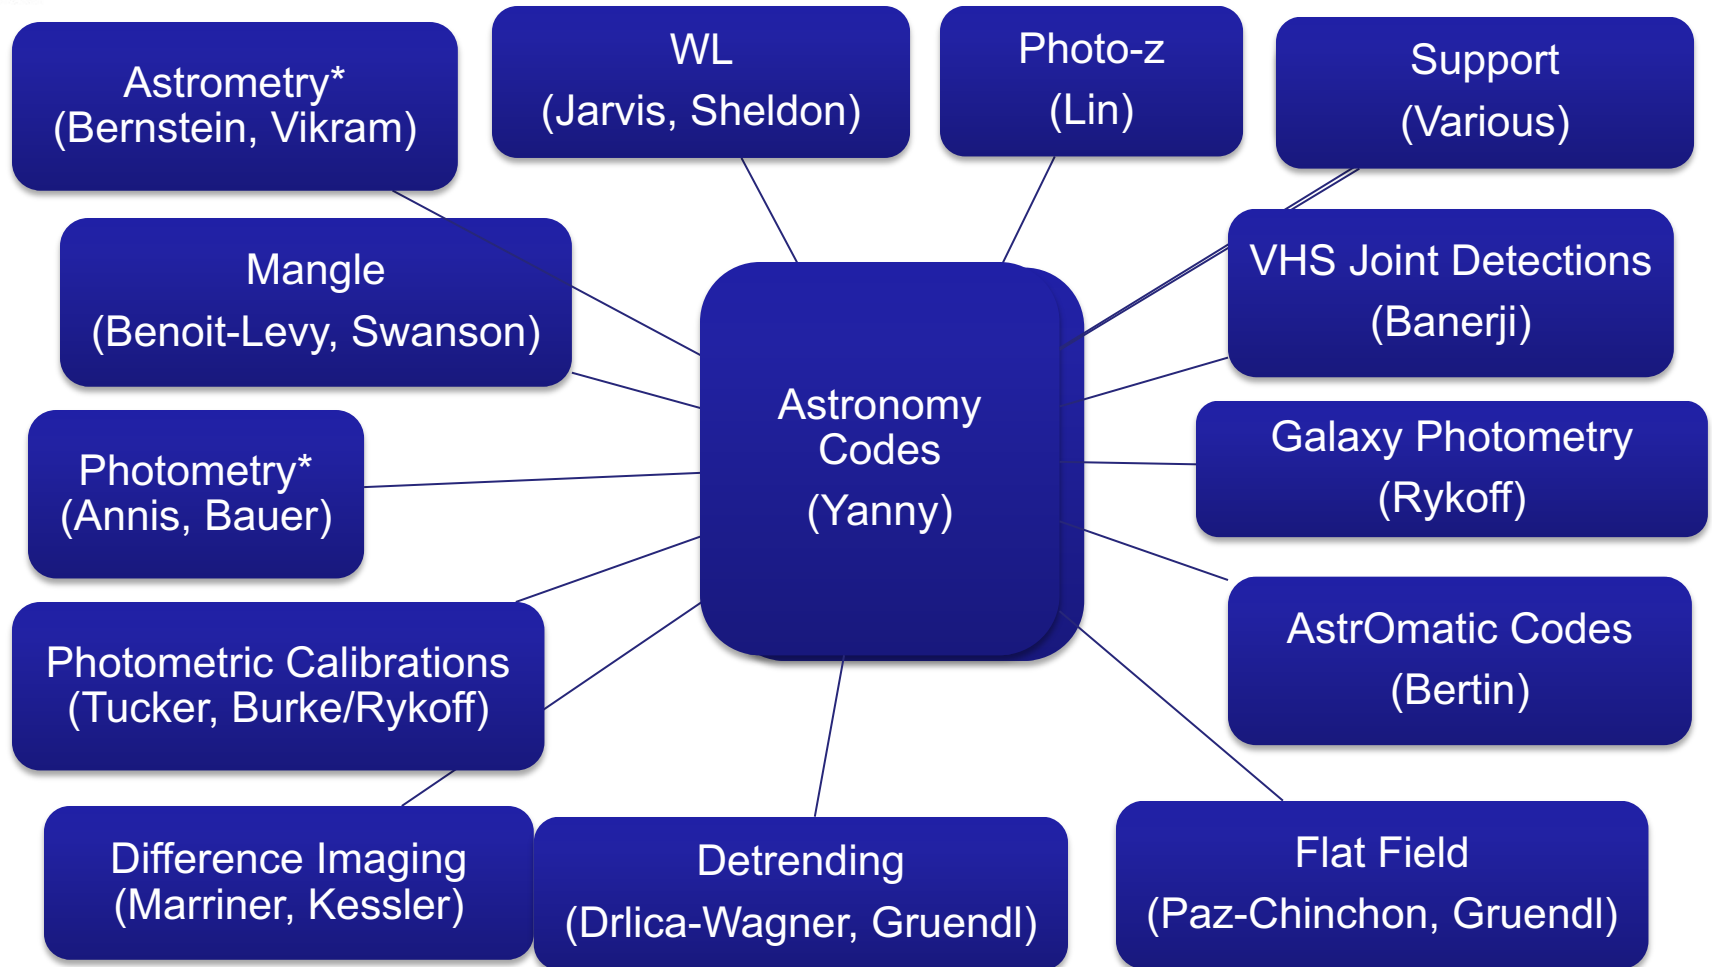 Astrometry*
(Bernstein, Vikram)
WL
(Jarvis, Sheldon)
Photo-z
(Lin)
Support
(Various)
Mangle
(Benoit-Levy, Swanson)
VHS Joint Detections
(Banerji)
Astronomy
Codes
(Yanny)
Photometry*
(Annis, Bauer)
Galaxy Photometry
(Rykoff)
Photometric Calibrations
(Tucker, Burke/Rykoff)
AstrOmatic Codes
(Bertin)
Difference Imaging
(Marriner, Kessler)
Detrending
(Drlica-Wagner, Gruendl)
Flat Field
(Paz-Chinchon, Gruendl)